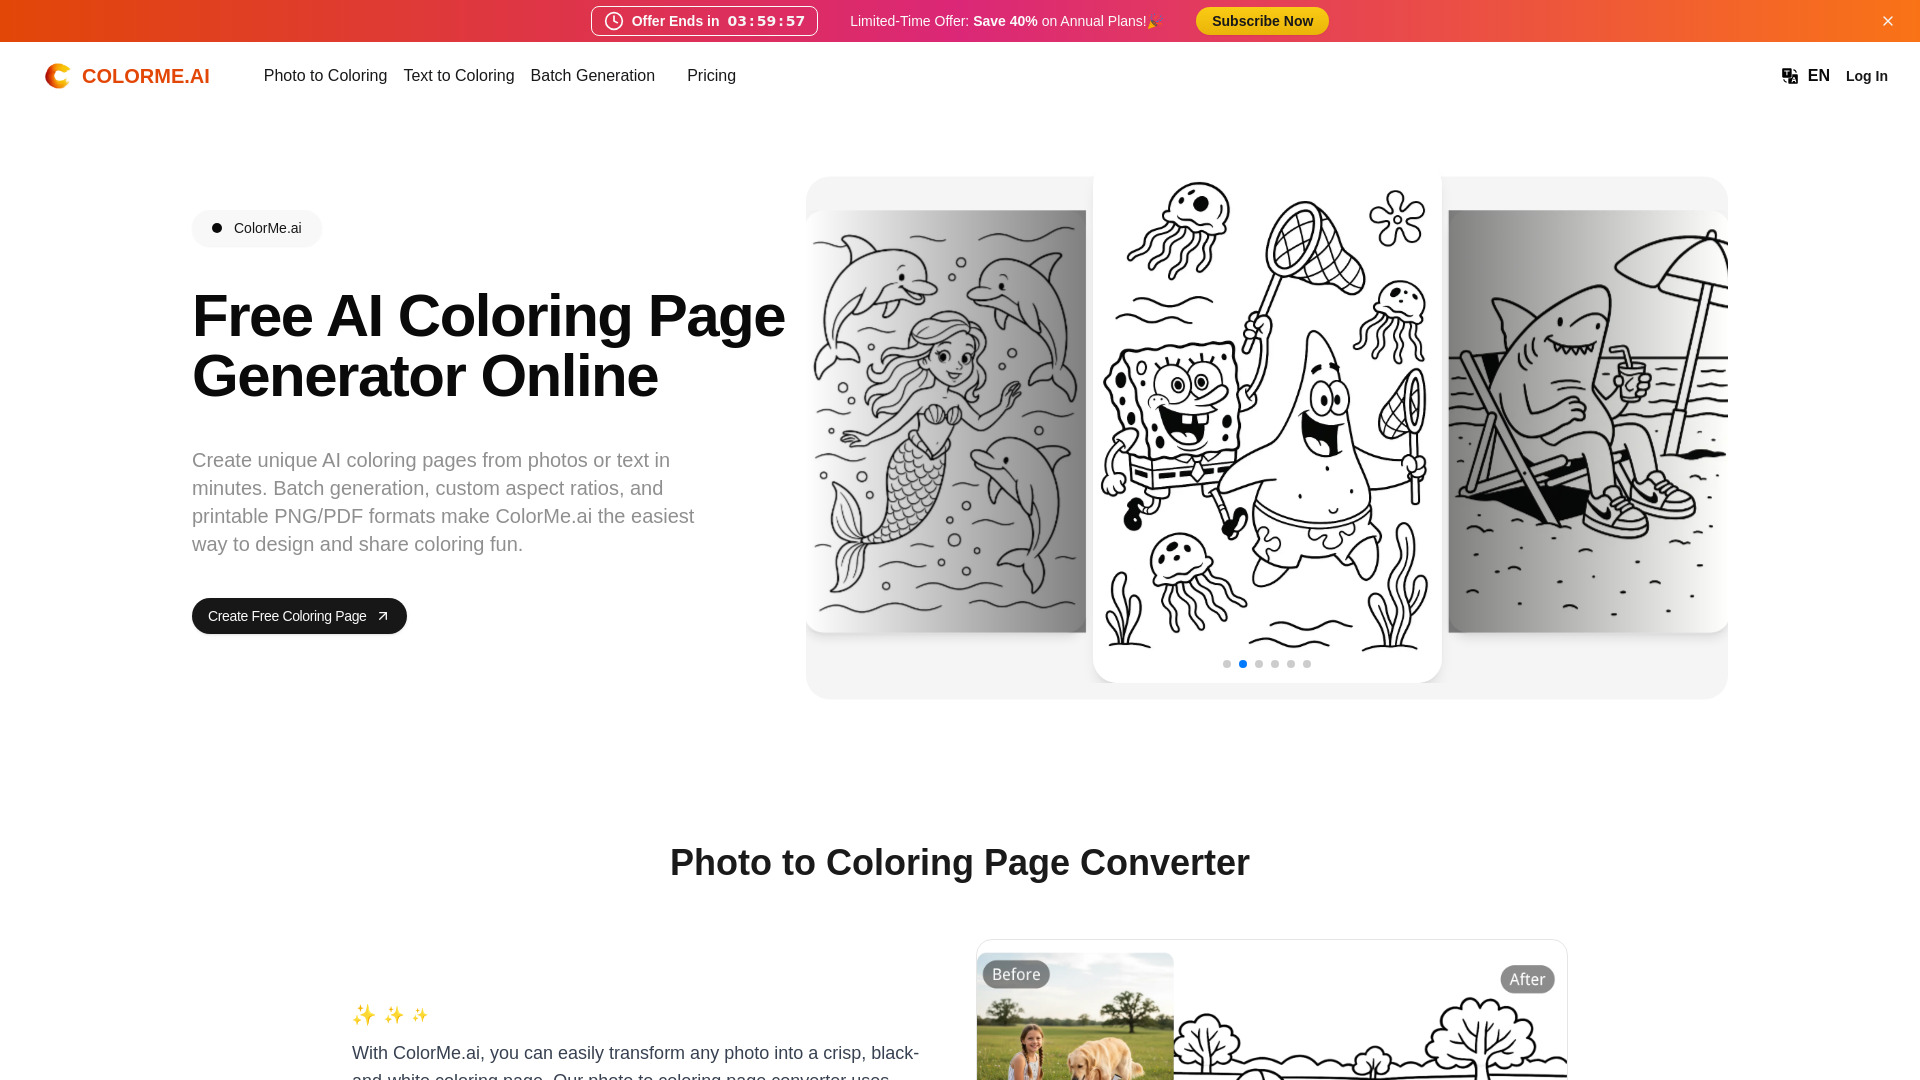 Offer Ends in 03:59:57
Limited-Time Offer: Save 40% on Annual Plans!🎉
Subscribe Now
COLORME.AI
Photo to Coloring
Text to Coloring
Batch Generation
Pricing
EN
Log In
ColorMe.ai
Free AI Coloring Page
Generator Online
Create unique AI coloring pages from photos or text in
minutes. Batch generation, custom aspect ratios, and
printable PNG/PDF formats make ColorMe.ai the easiest
way to design and share coloring fun.
Create Free Coloring Page
Photo to Coloring Page Converter
Before
After
With ColorMe.ai, you can easily transform any photo into a crisp, black-
and-white coloring page. Our photo to coloring page converter uses